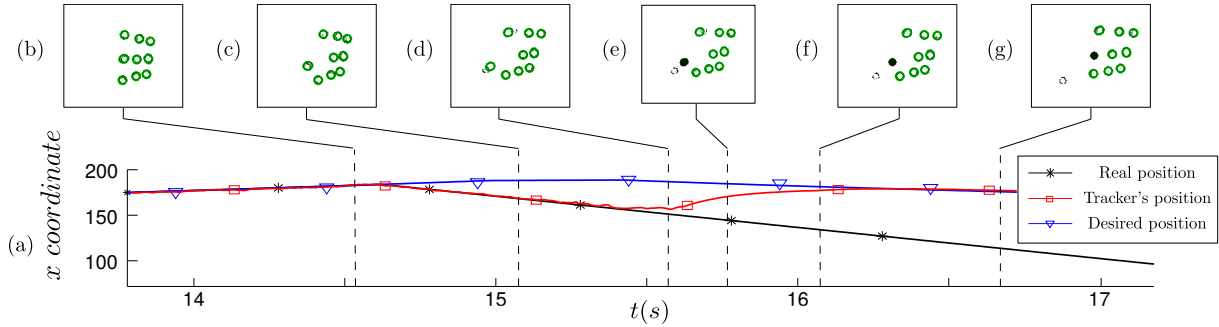 (b) (c) (d) (e) (f) (g)
(a)
x coordinate
200
150
100
14 15 16 17
t(s)
Real position
Tracker's position
Desired position